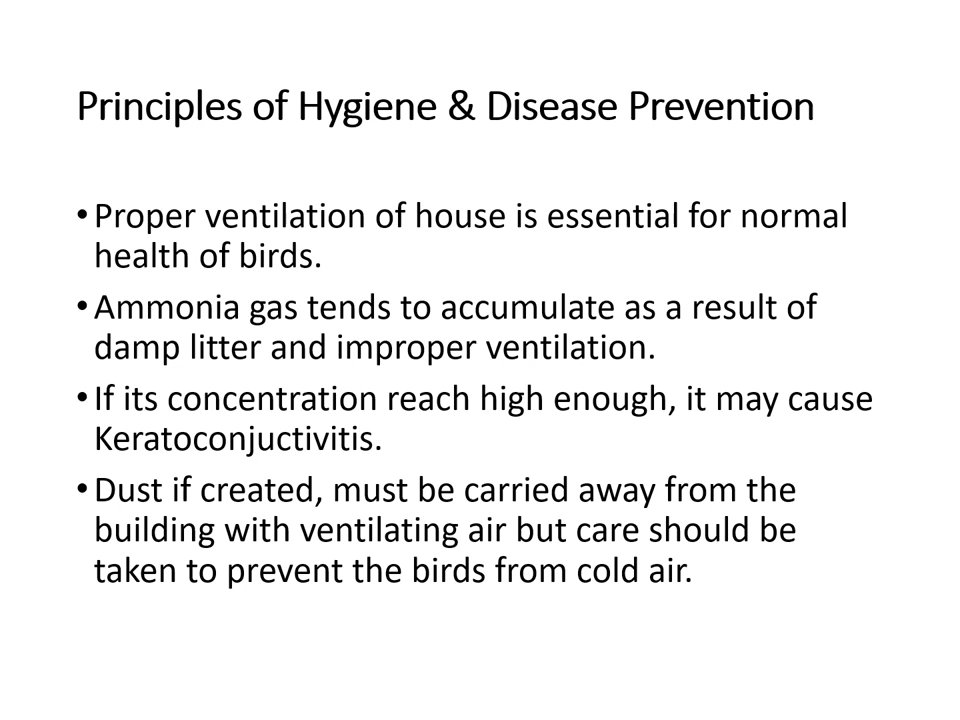 Principles of Hygiene & Disease Prevention
• Proper ventilation of house is essential for normal
health of birds.
• Ammonia gas tends to accumulate as a result of
damp litter and improper ventilation.
• If its concentration reach high enough, it may cause
Keratoconjuctivitis.
• Dust if created, must be carried away from the
building with ventilating air but care should be
taken to prevent the birds from cold air.